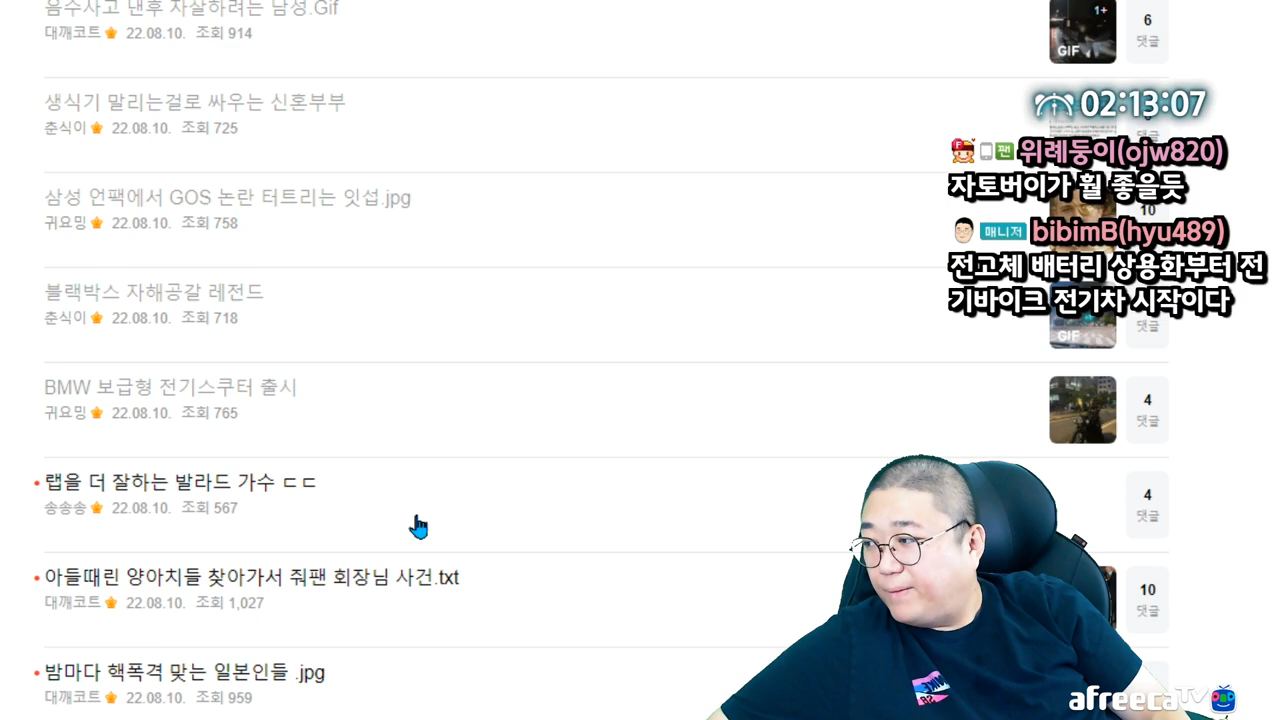 음주사고 낸후 자살하려는 남성.Gif
대깨코트 22.08.10. 조회 914
1+
GIF
6
댓글
생식기 말리는걸로 싸우는 신혼부부
춘식이 22.08.10. 조회 725
02:13:07
팬 위례둥이(ojw820)
자토버이가 훨 좋을듯
삼성 언팩에서 GOS 논란 터트리는 잇섭.jpg
귀요밍 22.08.10. 조회 758
10
매니저 bibimB(hyu489)
전고체 배터리 상용화부터 전
기바이크 전기차 시작이다
블랙박스 자해공갈 레전드
춘식이 22.08.10. 조회 718
GIF
댓글
BMW 보급형 전기스쿠터 출시
귀요밍 22.08.10. 조회 765
4
댓글
랩을 더 잘하는 발라드 가수 ㄷㄷ
송송송 22.08.10. 조회 567
4
댓글
아들때린 양아치들 찾아가서 줘팬 회장님 사건.txt
대깨코트 22.08.10. 조회 1,027
10
댓글
밤마다 핵폭격 맞는 일본인들 .jpg
대깨코트 22.08.10. 조회 959
afreecaTV